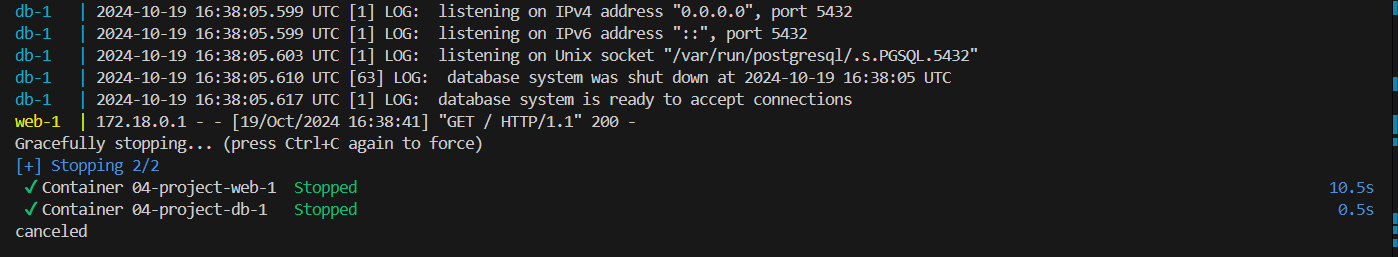 db-1   | 2024-10-19 16:38:05.599 UTC [1] LOG:  listening on IPv4 address "0.0.0.0", port 5432
db-1   | 2024-10-19 16:38:05.599 UTC [1] LOG:  listening on IPv6 address "::", port 5432
db-1   | 2024-10-19 16:38:05.603 UTC [1] LOG:  listening on Unix socket "/var/run/postgresql/.s.PGSQL.5432"
db-1   | 2024-10-19 16:38:05.610 UTC [63] LOG:  database system was shut down at 2024-10-19 16:38:05 UTC
db-1   | 2024-10-19 16:38:05.617 UTC [1] LOG:  database system is ready to accept connections
web-1  | 172.18.0.1 - - [19/Oct/2024 16:38:41] "GET / HTTP/1.1" 200 -
Gracefully stopping... (press Ctrl+C again to force)
[+] Stopping 2/2
 ✔ Container 04-project-web-1  Stopped 10.5s
 ✔ Container 04-project-db-1   Stopped 0.5s
canceled